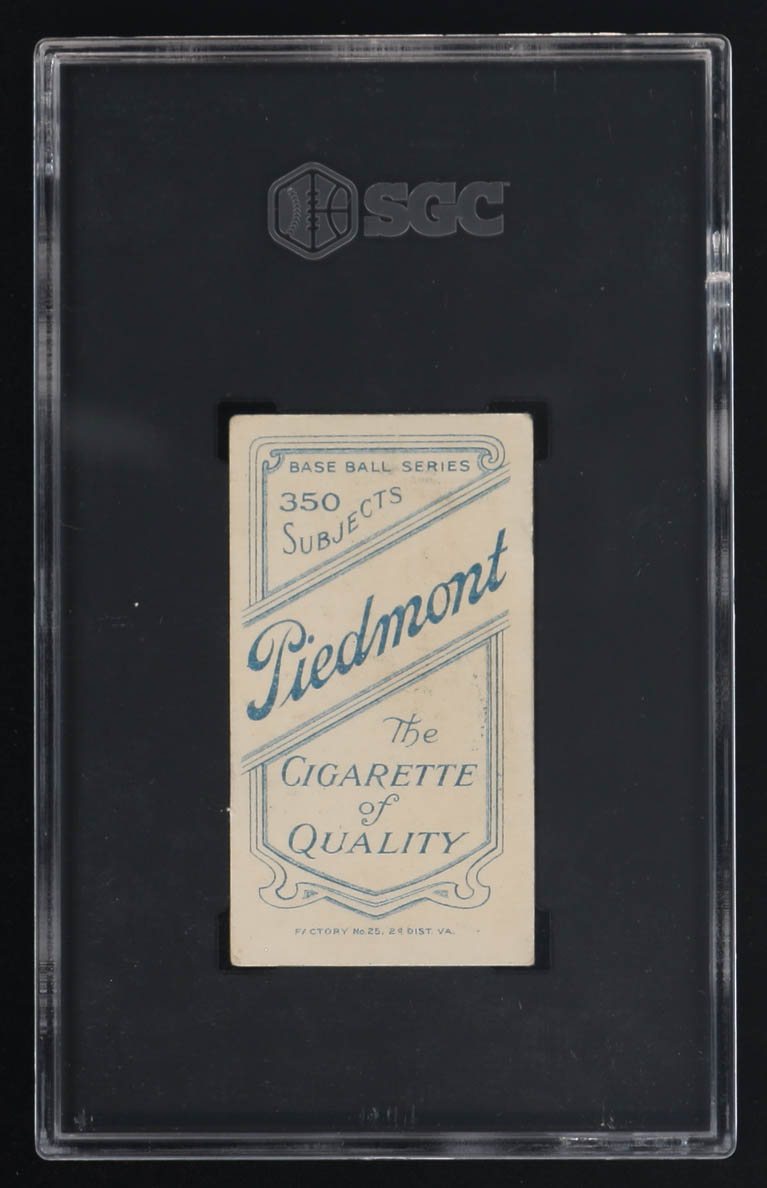 SGC
BASE BALL SERIES
350
SUBJECTS
Piedmont
The
CIGARETTE
of
QUALITY
FACTORY No. 25, 2d DIST. VA.